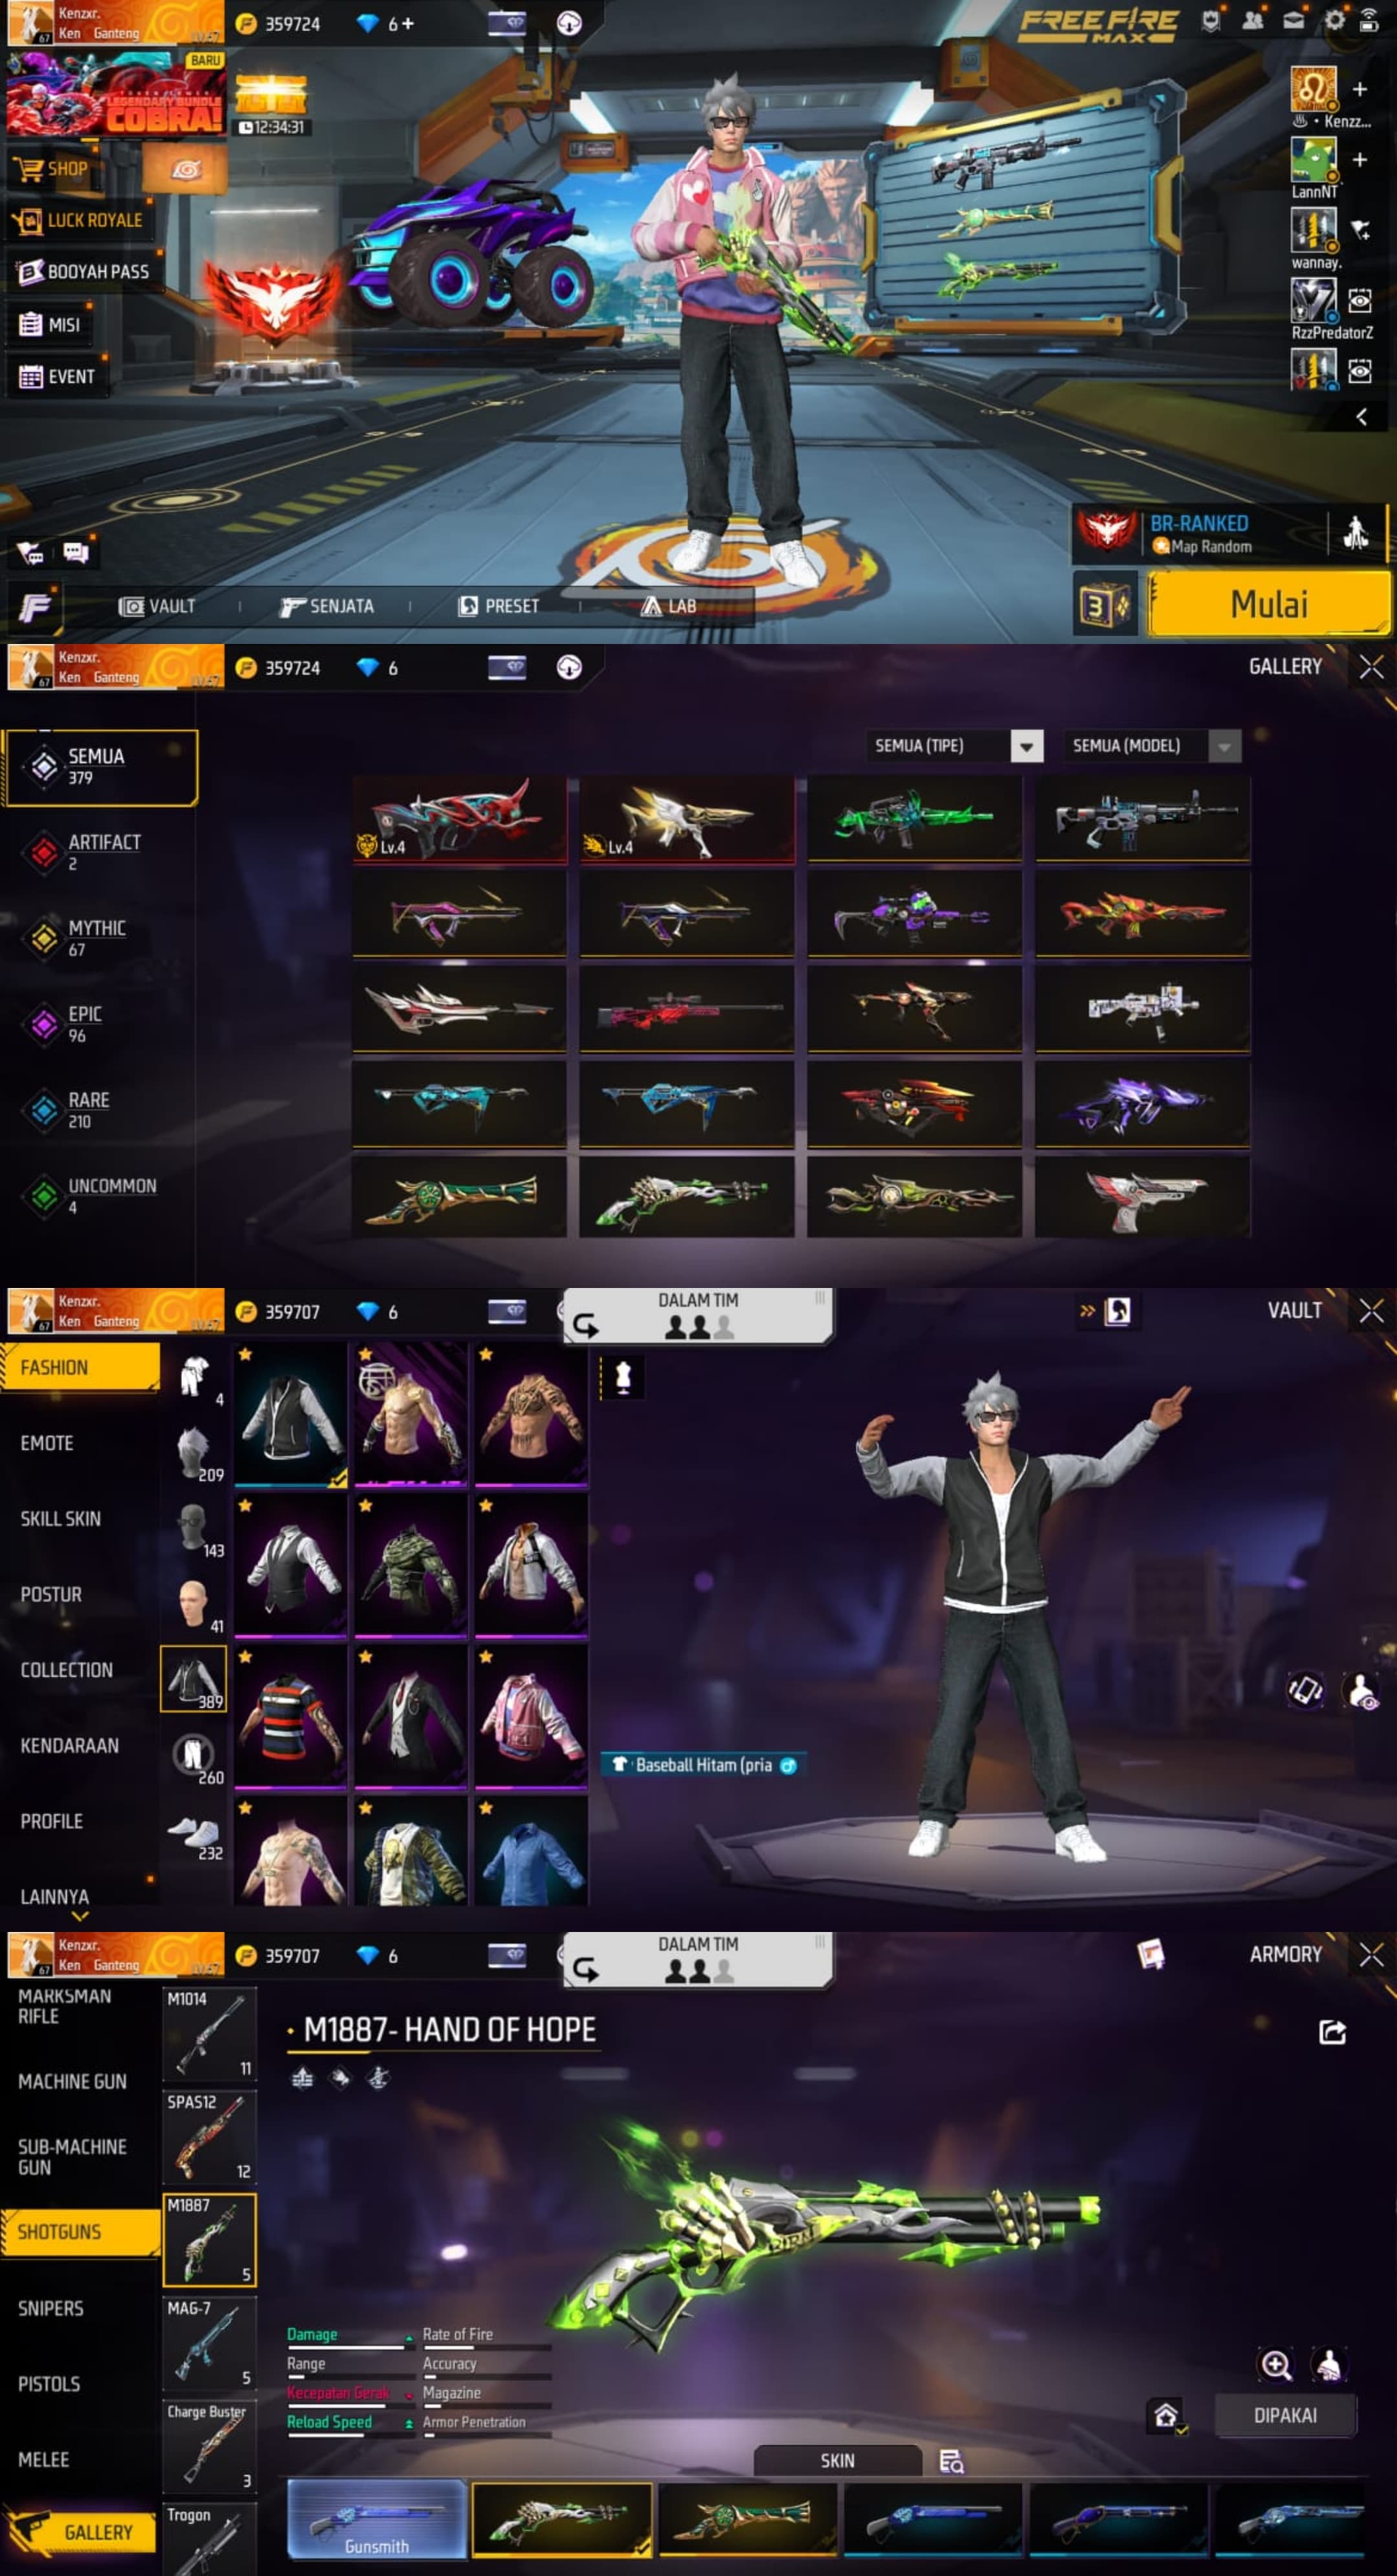 Kenzxr.
Ken Ganteng
67
359724
6+
FREE FIRE
MAX
BARU
LEGENDARY BUNDLE
COBRA!
12:34:31
SHOP
LUCK ROYALE
BOOYAH PASS
MISI
EVENT
Kenzz...
LannNT
wannay.
RzzPredatorZ
BR-RANKED
Map Random
VAULT
SENJATA
PRESET
LAB
3
Mulai
Kenzxr.
Ken Ganteng
67
359724
6
GALLERY
SEMUA
379
SEMUA (TIPE)
SEMUA (MODEL)
ARTIFACT
2
MYTHIC
67
EPIC
96
RARE
210
UNCOMMON
4
Lv.4
Lv.4
Kenzxr.
Ken Ganteng
67
359707
6
DALAM TIM
VAULT
FASHION
EMOTE
SKILL SKIN
POSTUR
COLLECTION
KENDARAAN
PROFILE
LAINNYA
4
209
143
41
389
260
232
Baseball Hitam (pria
Kenzxr.
Ken Ganteng
67
359707
6
DALAM TIM
ARMORY
MARKSMAN
RIFLE
MACHINE GUN
SUB-MACHINE
GUN
SHOTGUNS
SNIPERS
PISTOLS
MELEE
GALLERY
M1014
11
SPAS12
12
M1887
5
MAG-7
5
Charge Buster
3
Trogon
M1887- HAND OF HOPE
Damage
Rate of Fire
Range
Accuracy
Kecepatan Gerak
Magazine
Reload Speed
Armor Penetration
DIPAKAI
SKIN
Gunsmith